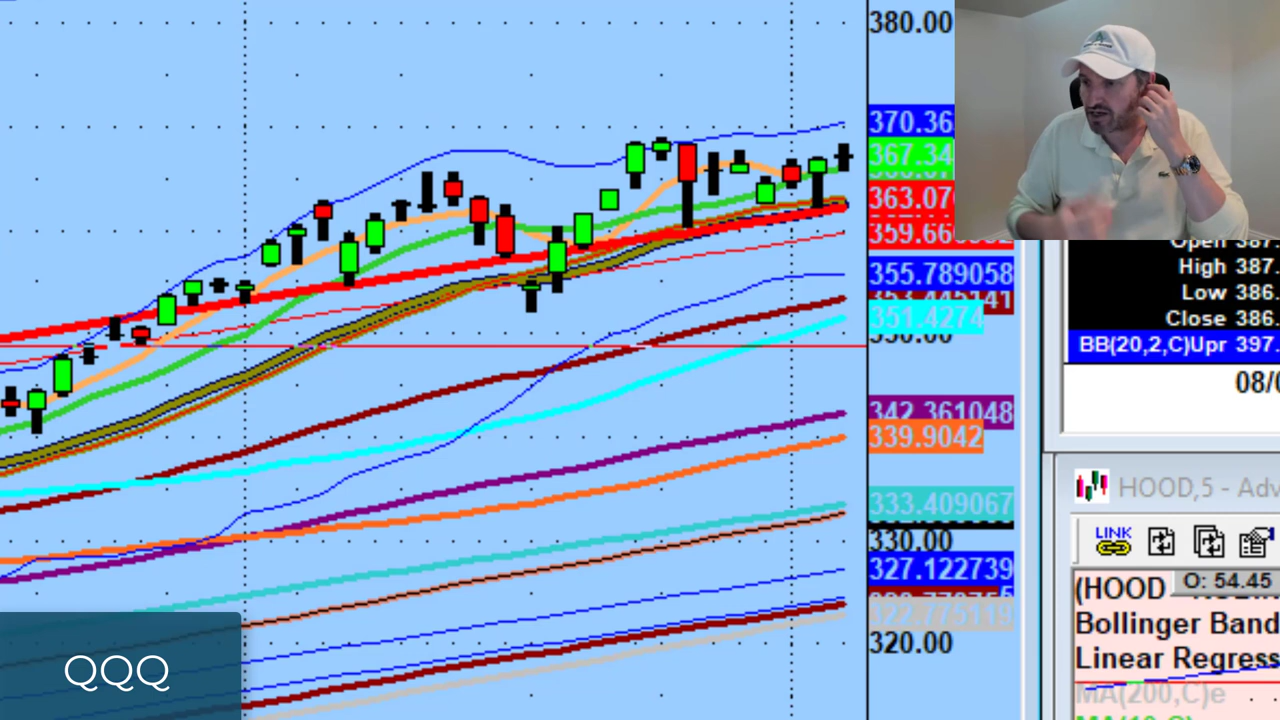 380.00
370.36
367.34
363.07
359.66
355.789058
351.4274
342.361048
339.9042
333.409067
330.00
327.122739
322.775119
320.00
QQQ
Open 387.
High 387.
Low 386.
Close 386.
BB(20,2,C)Upr 397.
08/0
HOOD,5 - Adv
LINK
(HOOD
O: 54.45
Bollinger Band
Linear Regress
MA(200,C)e